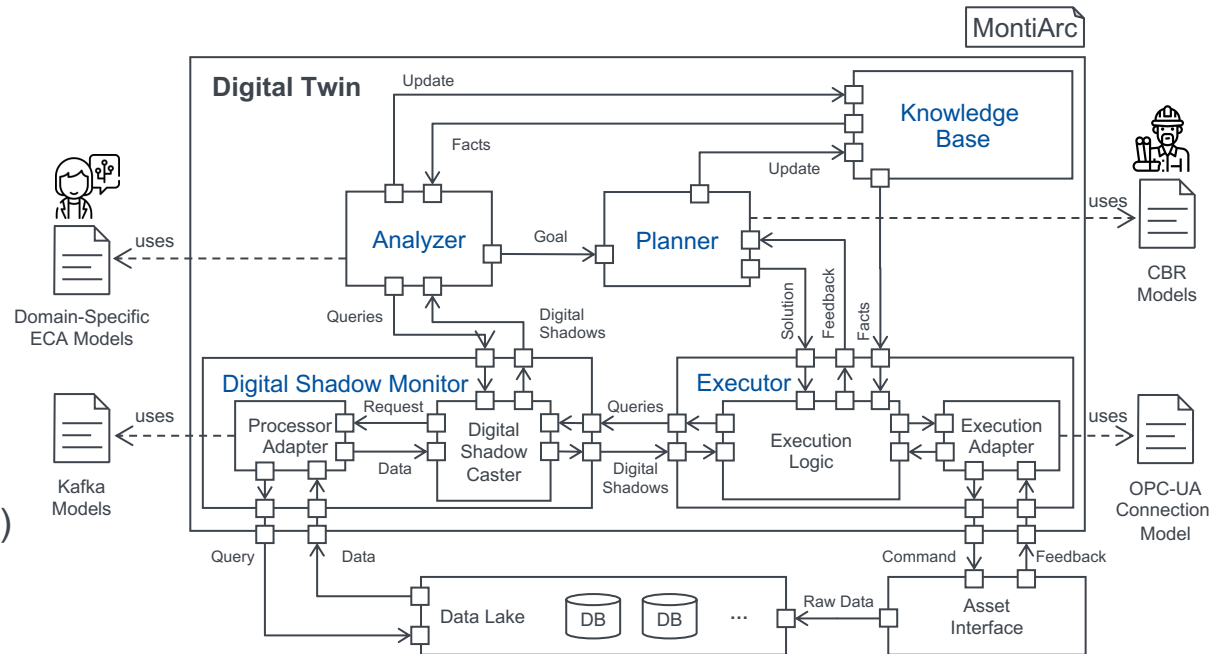 MontiArc
Digital Twin
Update
Knowledge
Base
Facts
Update
uses
Analyzer
Goal
Planner
uses
Domain-Specific
ECA Models
CBR
Models
Queries
Digital
Shadows
Solution
Feedback
Facts
Digital Shadow Monitor
Executor
uses
Request
Queries
uses
Processor
Adapter
Digital
Shadow
Caster
Execution
Logic
Execution
Adapter
Data
Digital
Shadows
Kafka
Models
OPC-UA
Connection
Model
)
Query
Data
Command
Feedback
Data Lake
DB
DB
...
Raw Data
Asset
Interface